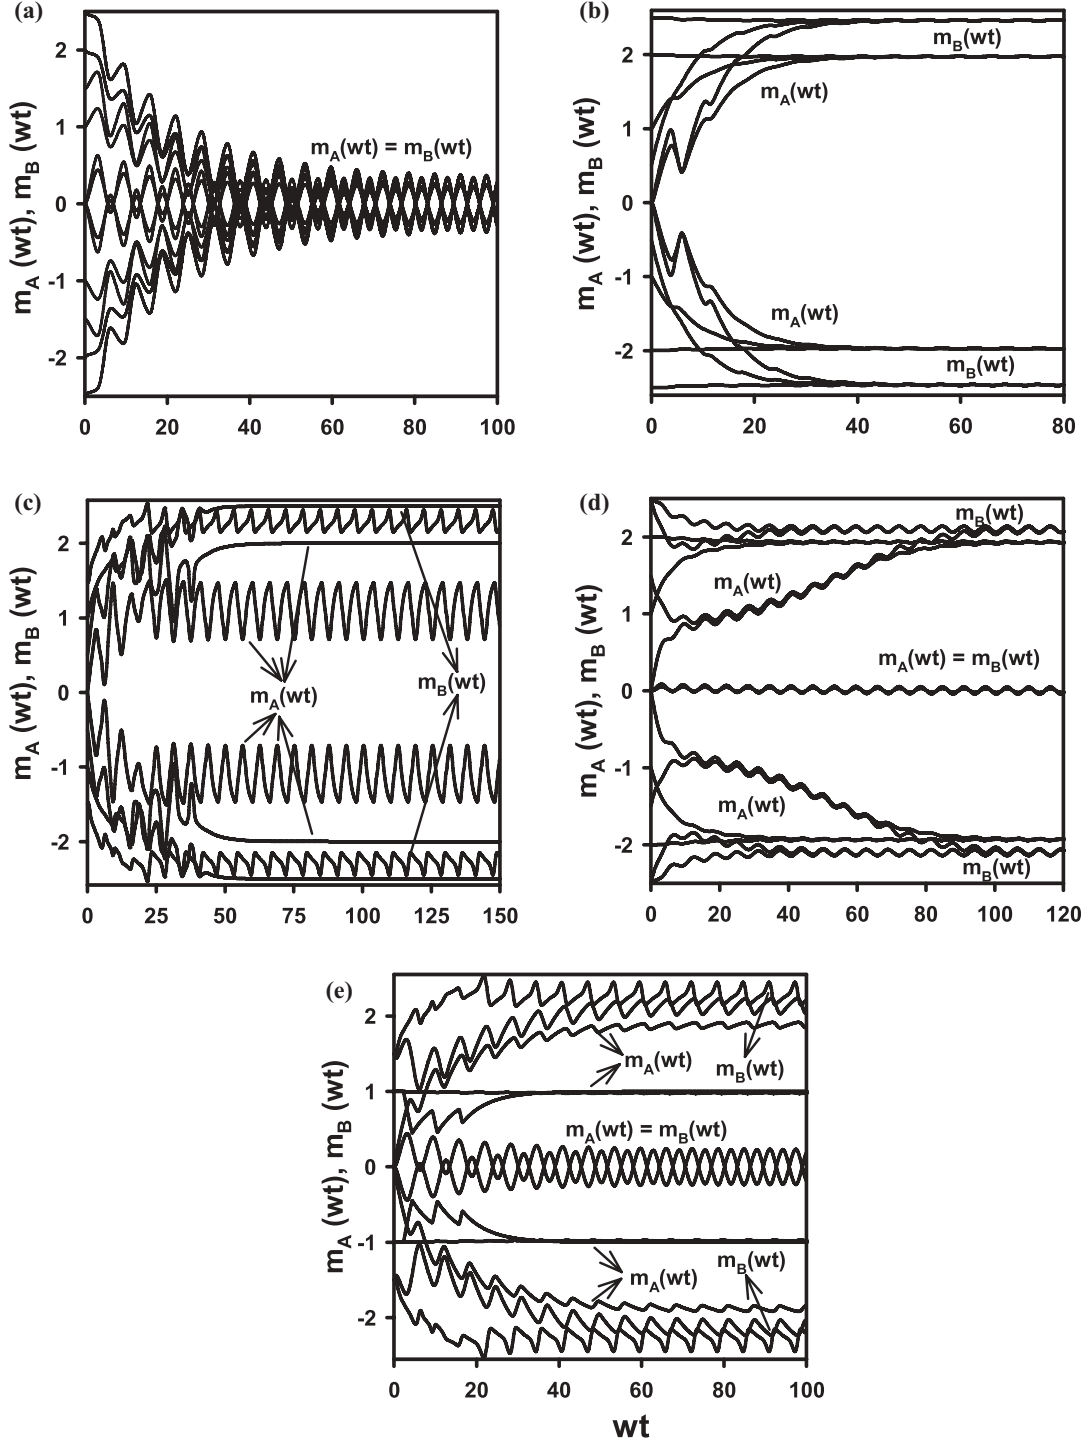 (a)
m_A (wt), m_B (wt)
2
1
0
-1
-2
m_A(wt) = m_B(wt)
0 20 40 60 80 100
(b)
m_A (wt), m_B (wt)
2
1
0
-1
-2
m_B(wt)
m_A(wt)
m_A(wt)
m_B(wt)
0 20 40 60 80
(c)
m_A (wt), m_B (wt)
2
1
0
-1
-2
m_A(wt)
m_B(wt)
0 25 50 75 100 125 150
(d)
m_A (wt), m_B (wt)
2
1
0
-1
-2
m_B(wt)
m_A(wt)
m_A(wt) = m_B(wt)
m_A(wt)
m_B(wt)
0 20 40 60 80 100 120
(e)
m_A (wt), m_B (wt)
2
1
0
-1
-2
m_A(wt)
m_B(wt)
m_A(wt) = m_B(wt)
m_B(wt)
m_A(wt)
0 20 40 60 80 100
wt